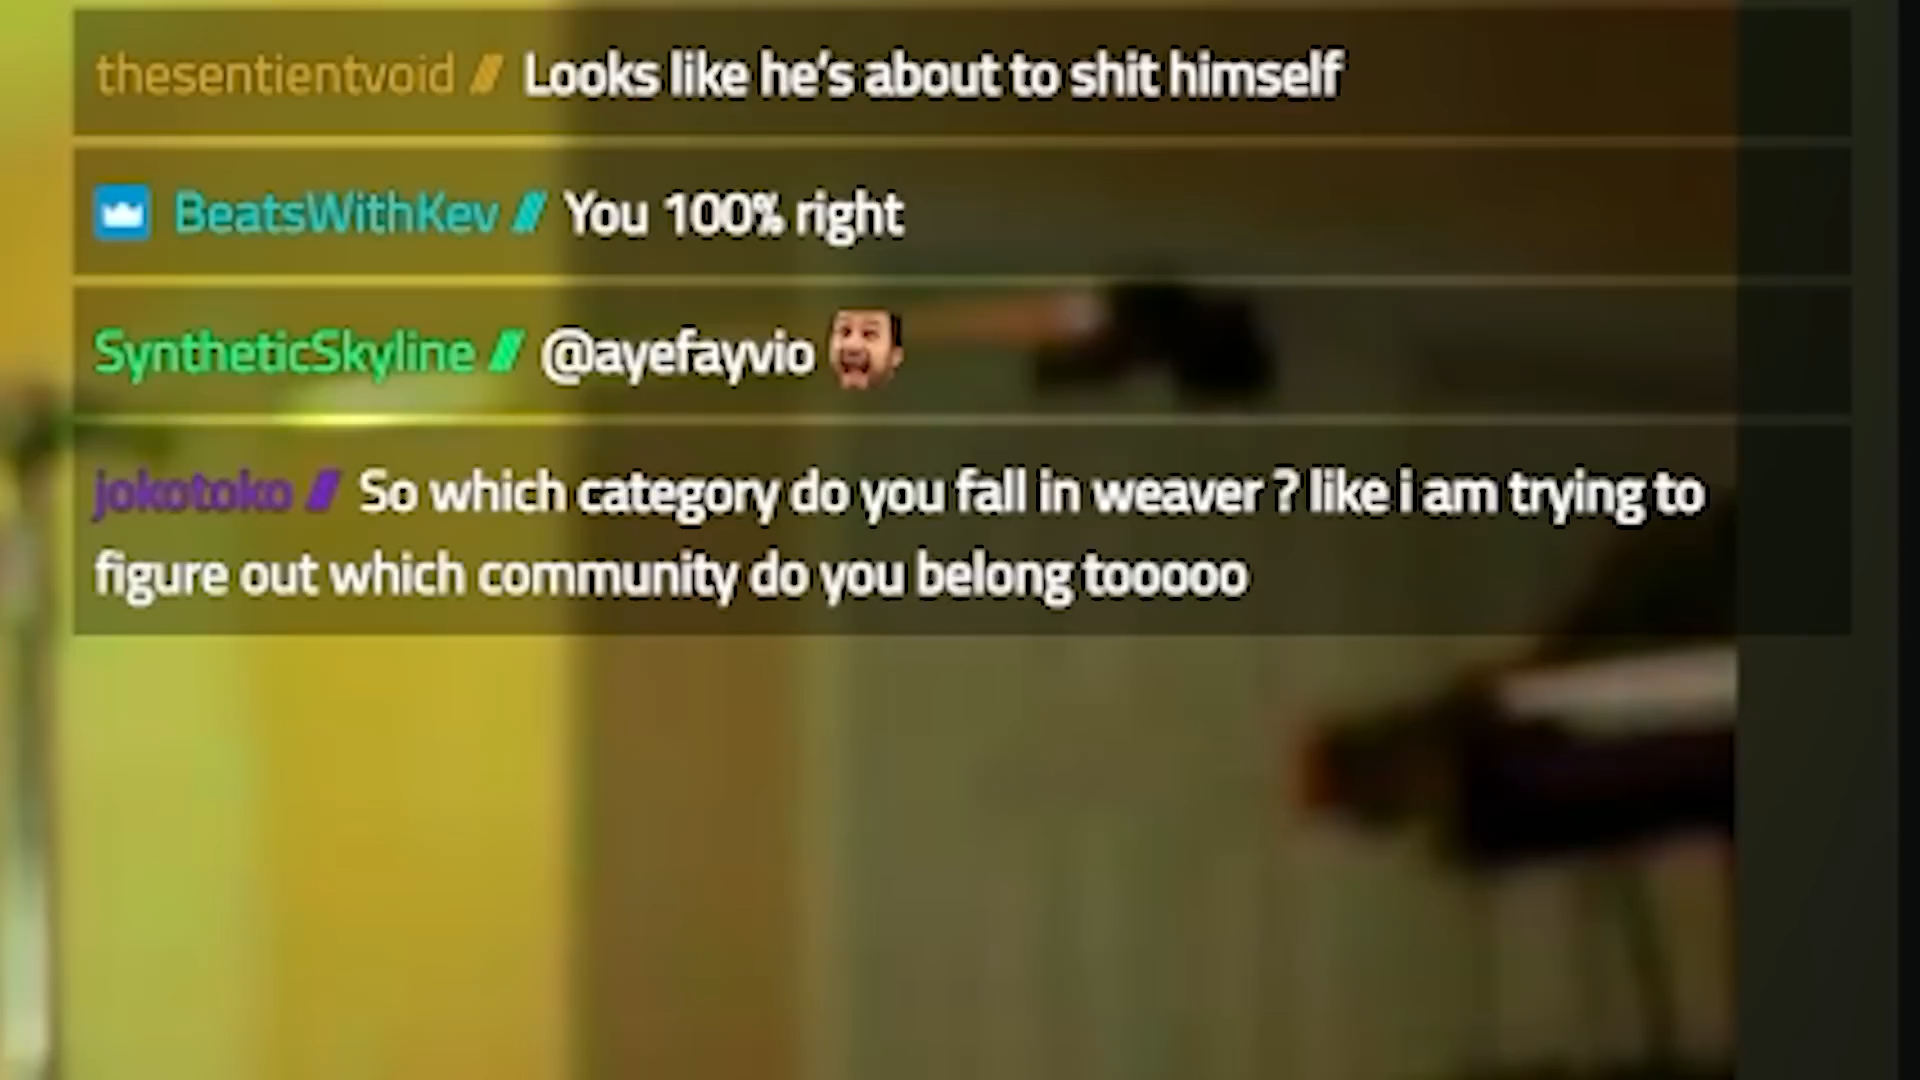 thesentientvoid // Looks like he's about to shit himself
BeatsWithKev // You 100% right
SyntheticSkyline // @ayefayvio
jokotoko // So which category do you fall in weaver ? like i am trying to
figure out which community do you belong tooooo